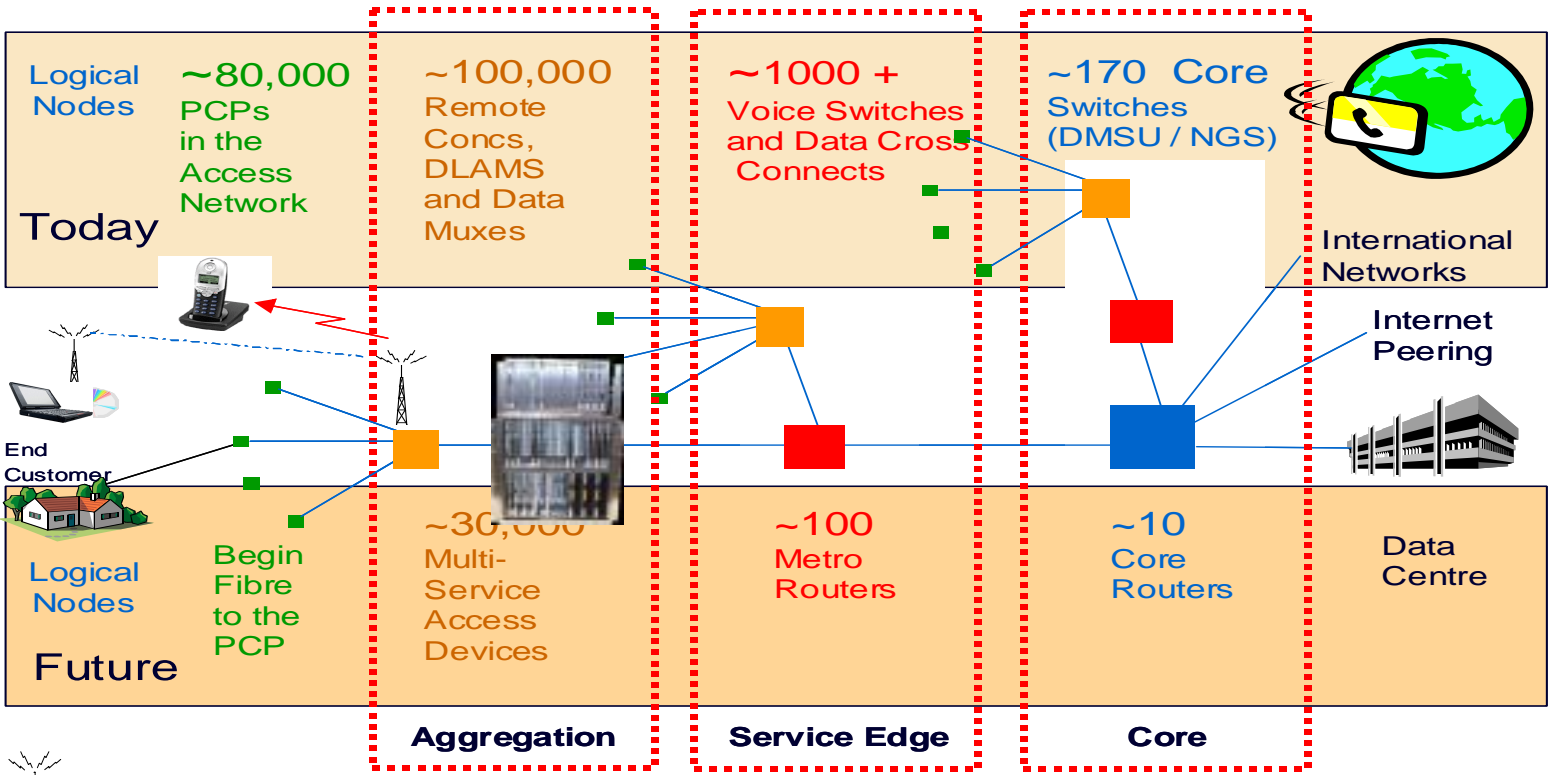 Logical
Nodes
~80,000
PCPs
in the
Access
Network
~100,000
Remote
Concs,
DLAMS
and Data
Muxes
~1000 +
Voice Switches
and Data Cross
Connects
~170 Core
Switches
(DMSU / NGS)
Today
International
Networks
Internet
Peering
End
Customer
Logical
Nodes
Begin
Fibre
to the
PCP
~30,000
Multi-
Service
Access
Devices
~100
Metro
Routers
~10
Core
Routers
Data
Centre
Future
Aggregation
Service Edge
Core